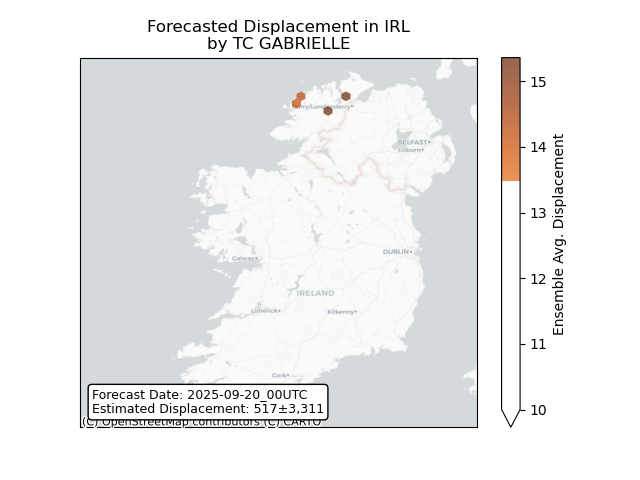 Forecasted Displacement in IRL
by TC GABRIELLE
erry/Londonderry
BELFAST
Lisburn
Galway
DUBLIN
IRELAND
Limerick
Kilkenny
Cork
Forecast Date: 2025-09-20_00UTC
Estimated Displacement: 517±3,311
(C) OpenStreetMap contributors (C) CARTO
15
14
13
12
11
10
Ensemble Avg. Displacement